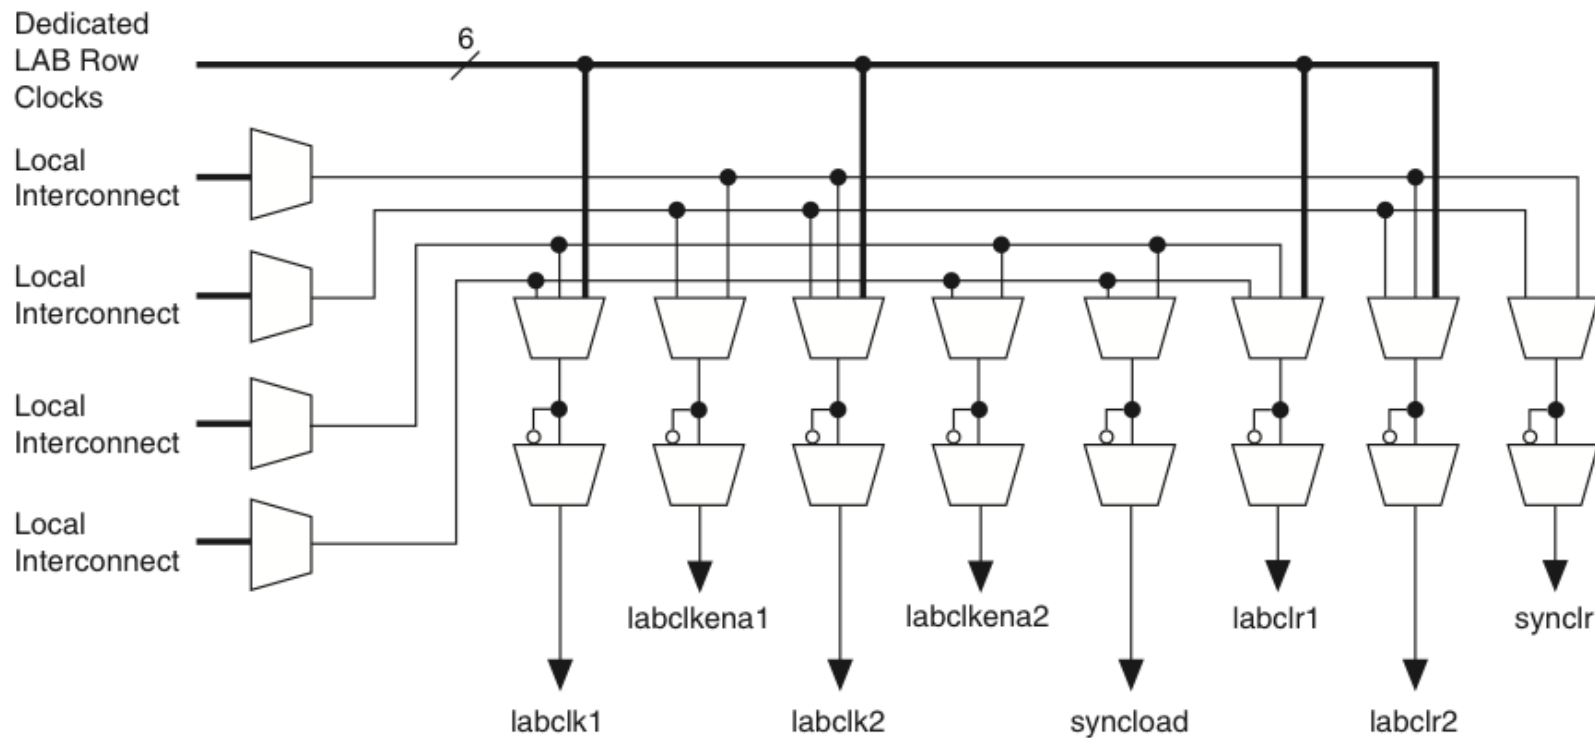 Dedicated
LAB Row
Clocks
6
Local
Interconnect
Local
Interconnect
Local
Interconnect
Local
Interconnect
labclkena1
labclkena2
labclr1
synclr
labclk1
labclk2
syncload
labclr2